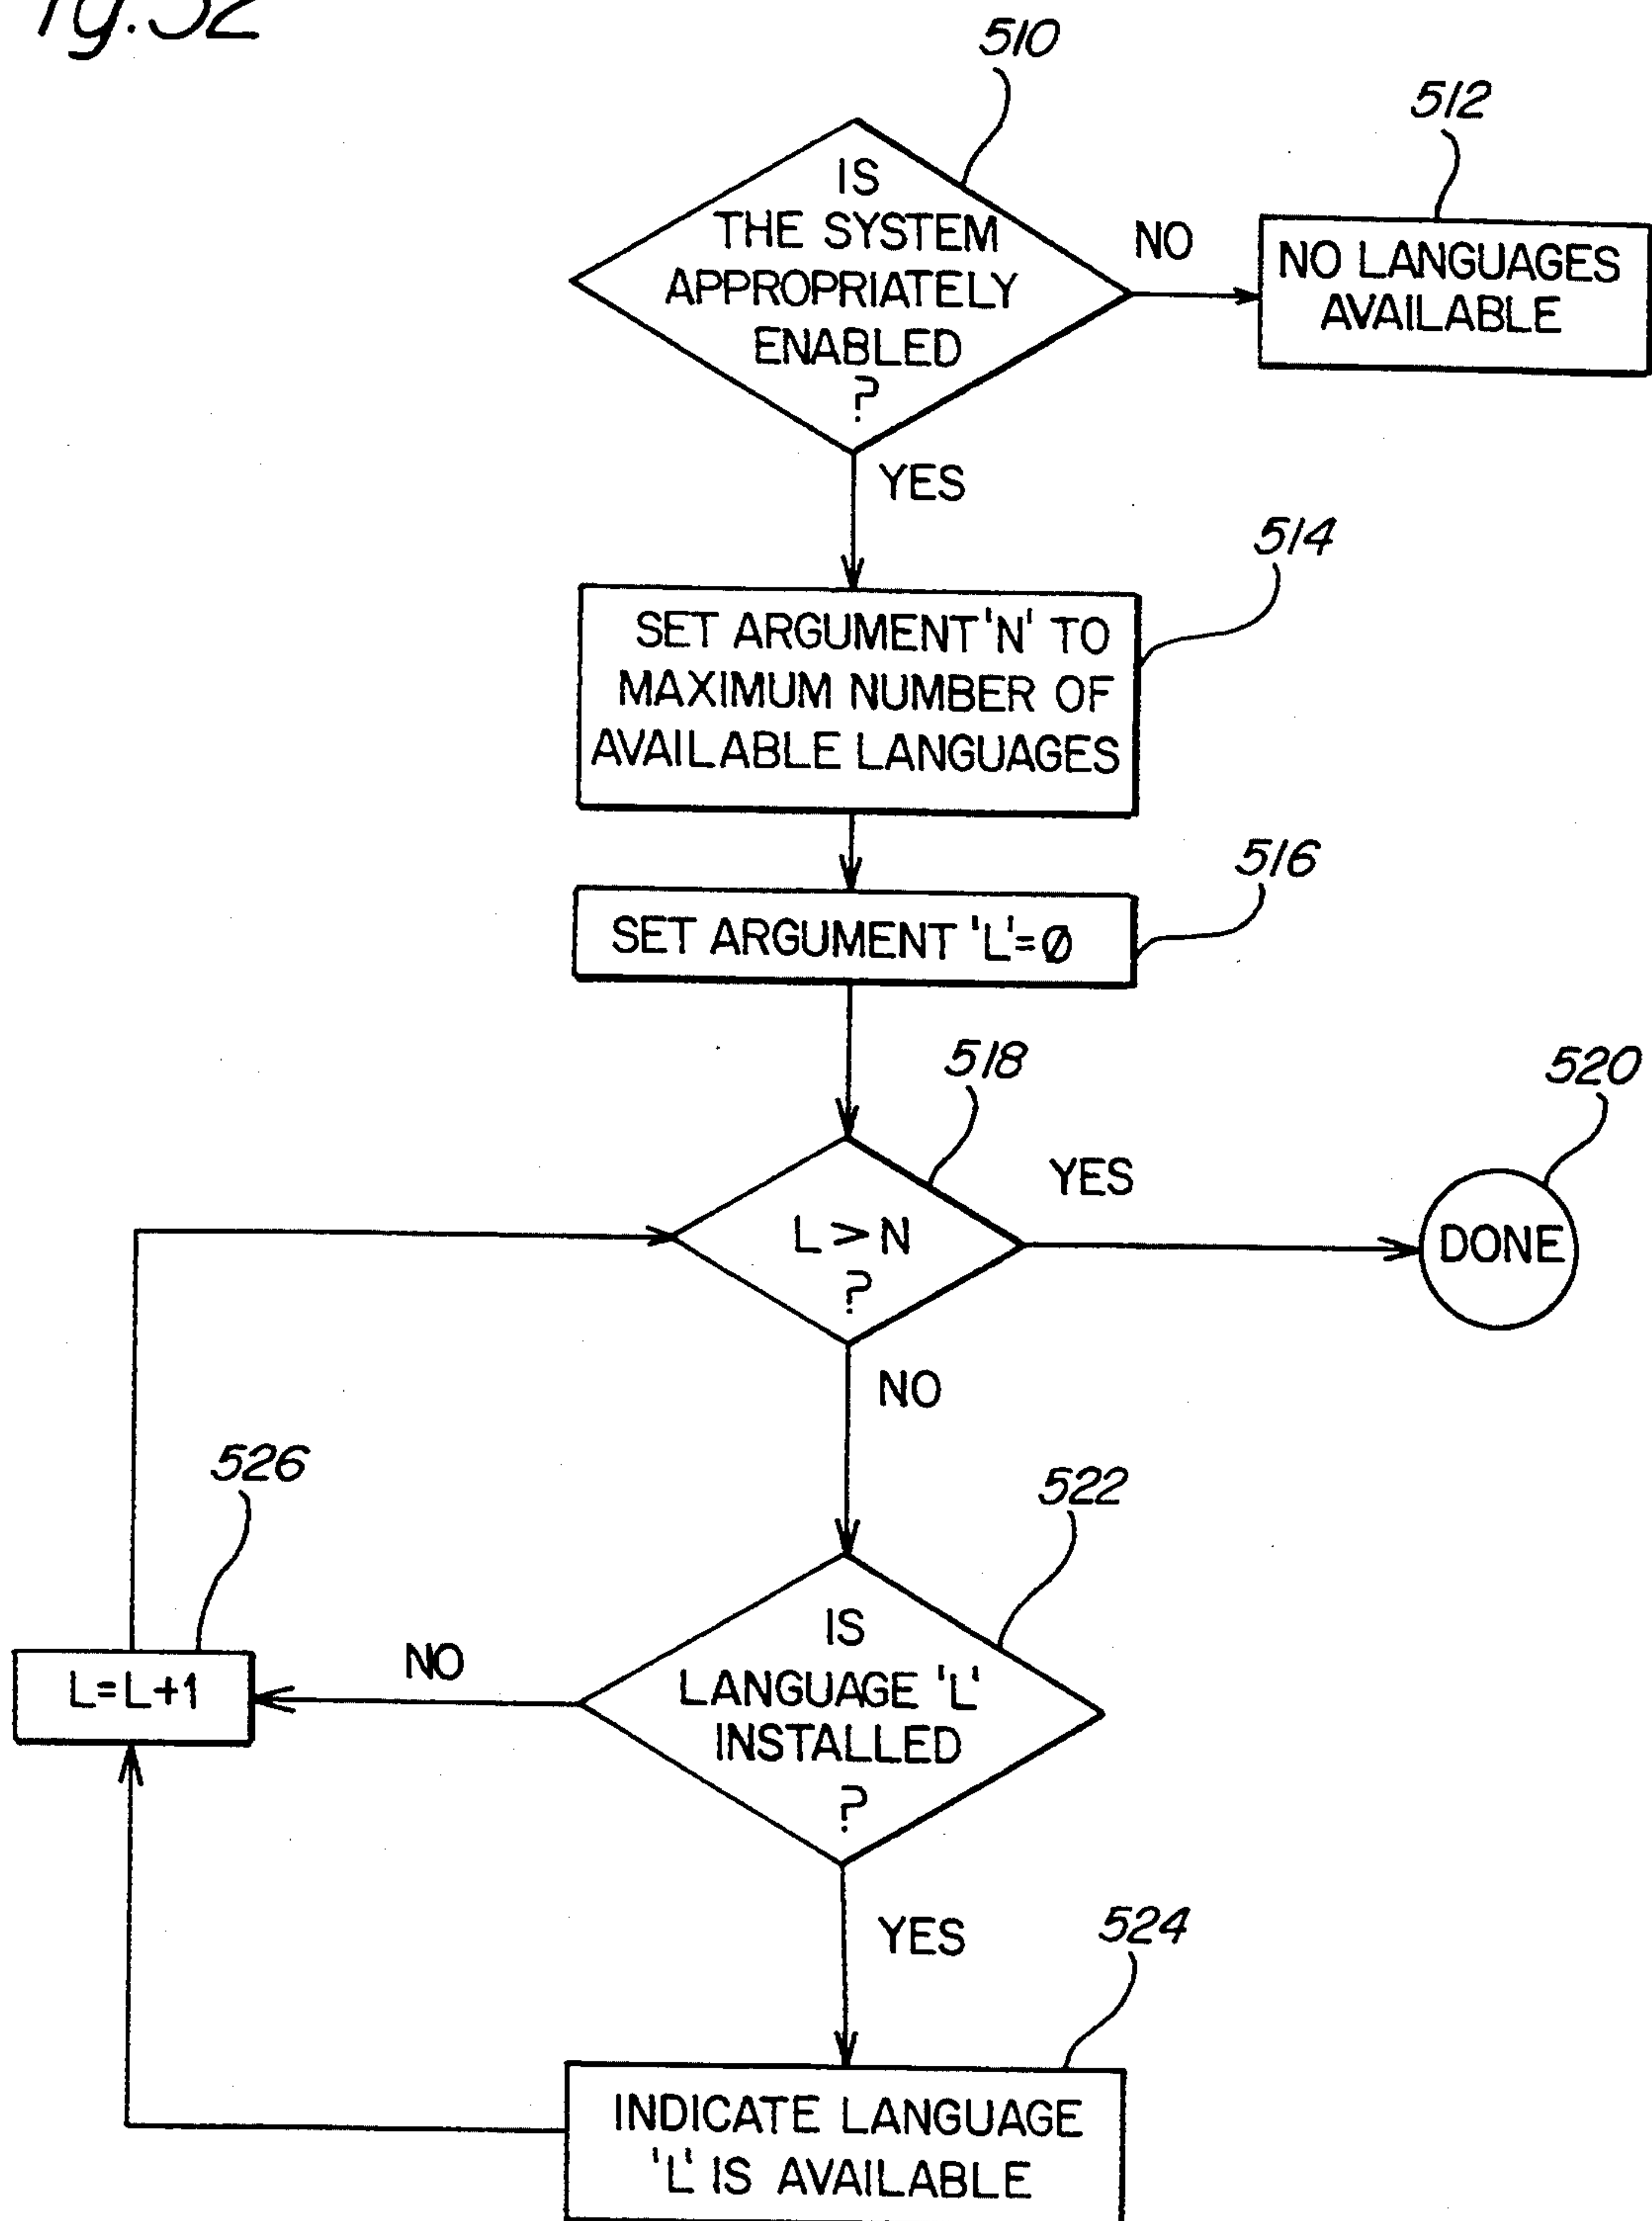 510
512
IS
THE SYSTEM
APPROPRIATELY
ENABLED
?
NO
NO LANGUAGES
AVAILABLE
YES
514
SET ARGUMENT 'N' TO
MAXIMUM NUMBER OF
AVAILABLE LANGUAGES
516
SET ARGUMENT 'L'=Ø
518
520
L > N
?
YES
DONE
NO
526
522
IS
LANGUAGE 'L'
INSTALLED
?
NO
L=L+1
YES
524
INDICATE LANGUAGE
'L' IS AVAILABLE